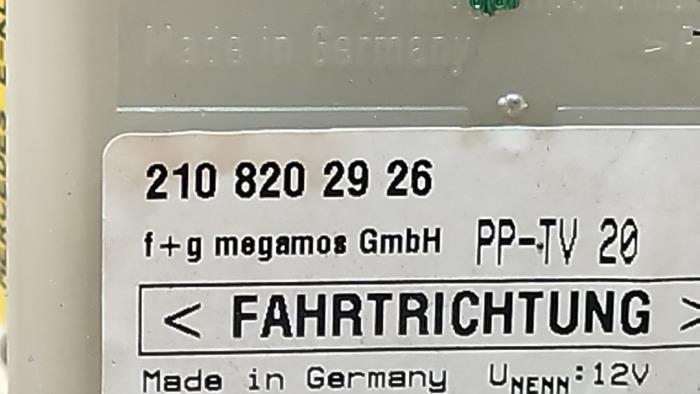 Made in Germany
210 820 29 26
f+g megamos GmbH PP-TV 20
< FAHRTRICHTUNG >
Made in Germany UNENN:12V